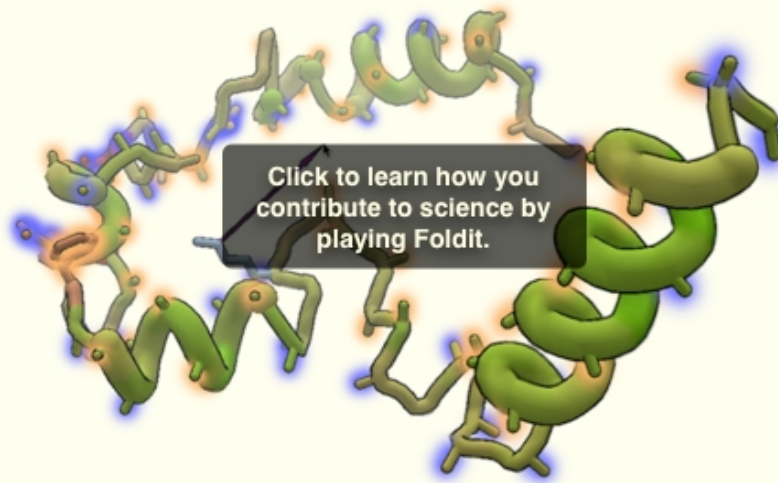 Click to learn how you
contribute to science by
playing Foldit.